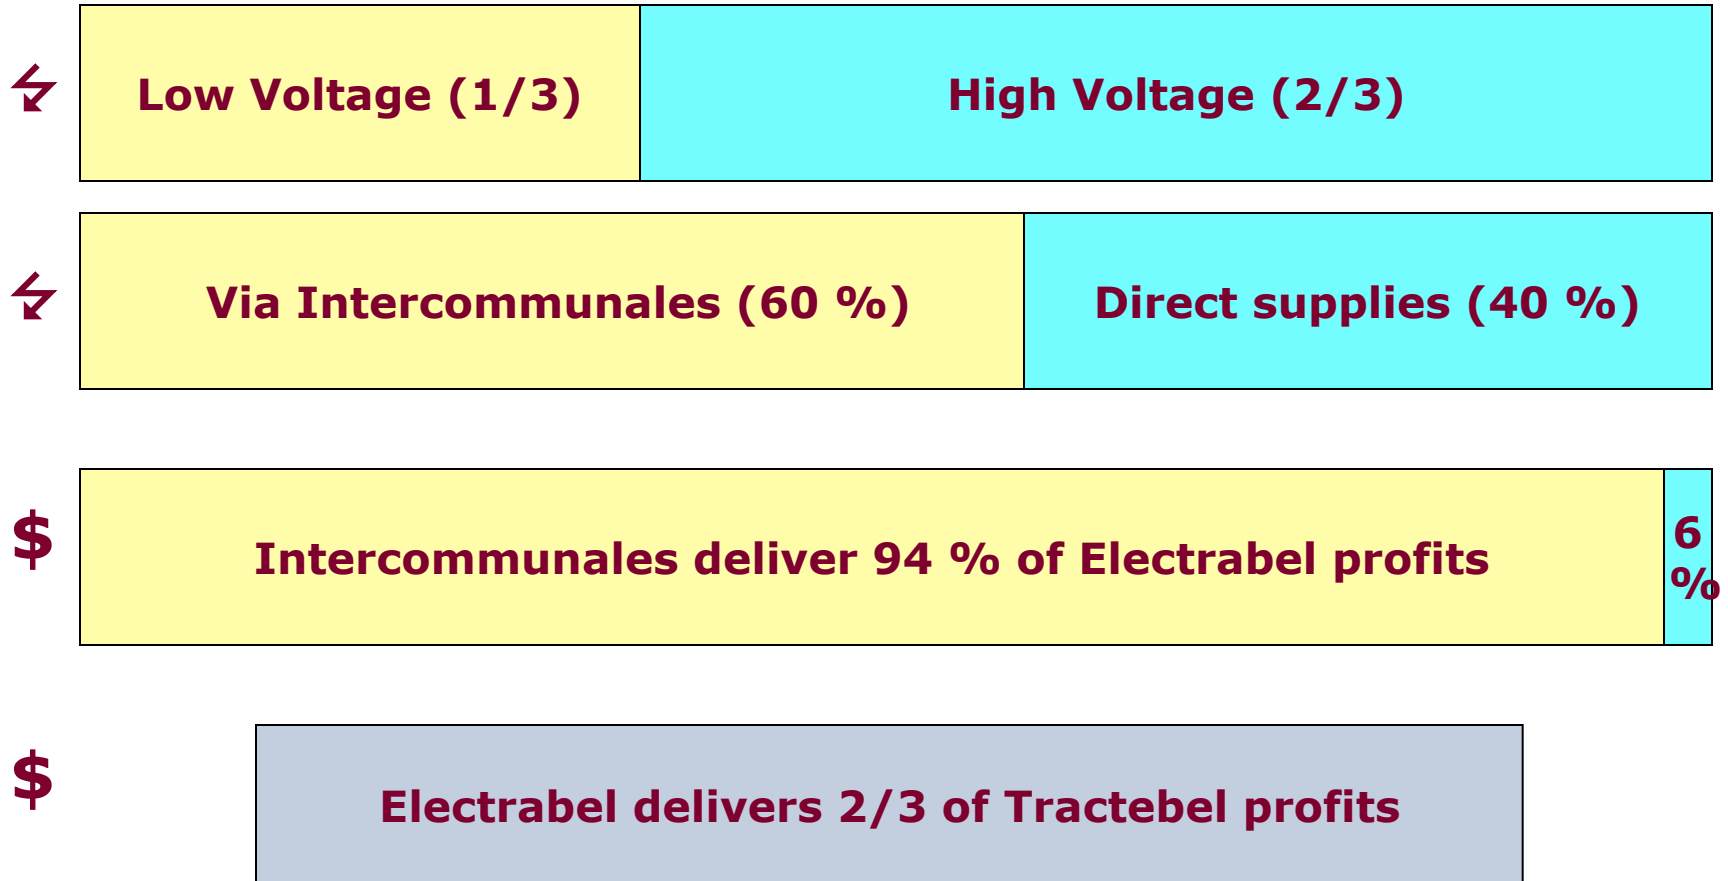 Low Voltage (1/3)
High Voltage (2/3)
Via Intercommunales (60 %)
Direct supplies (40 %)
$
Intercommunales deliver 94 % of Electrabel profits
6
%
$
Electrabel delivers 2/3 of Tractebel profits